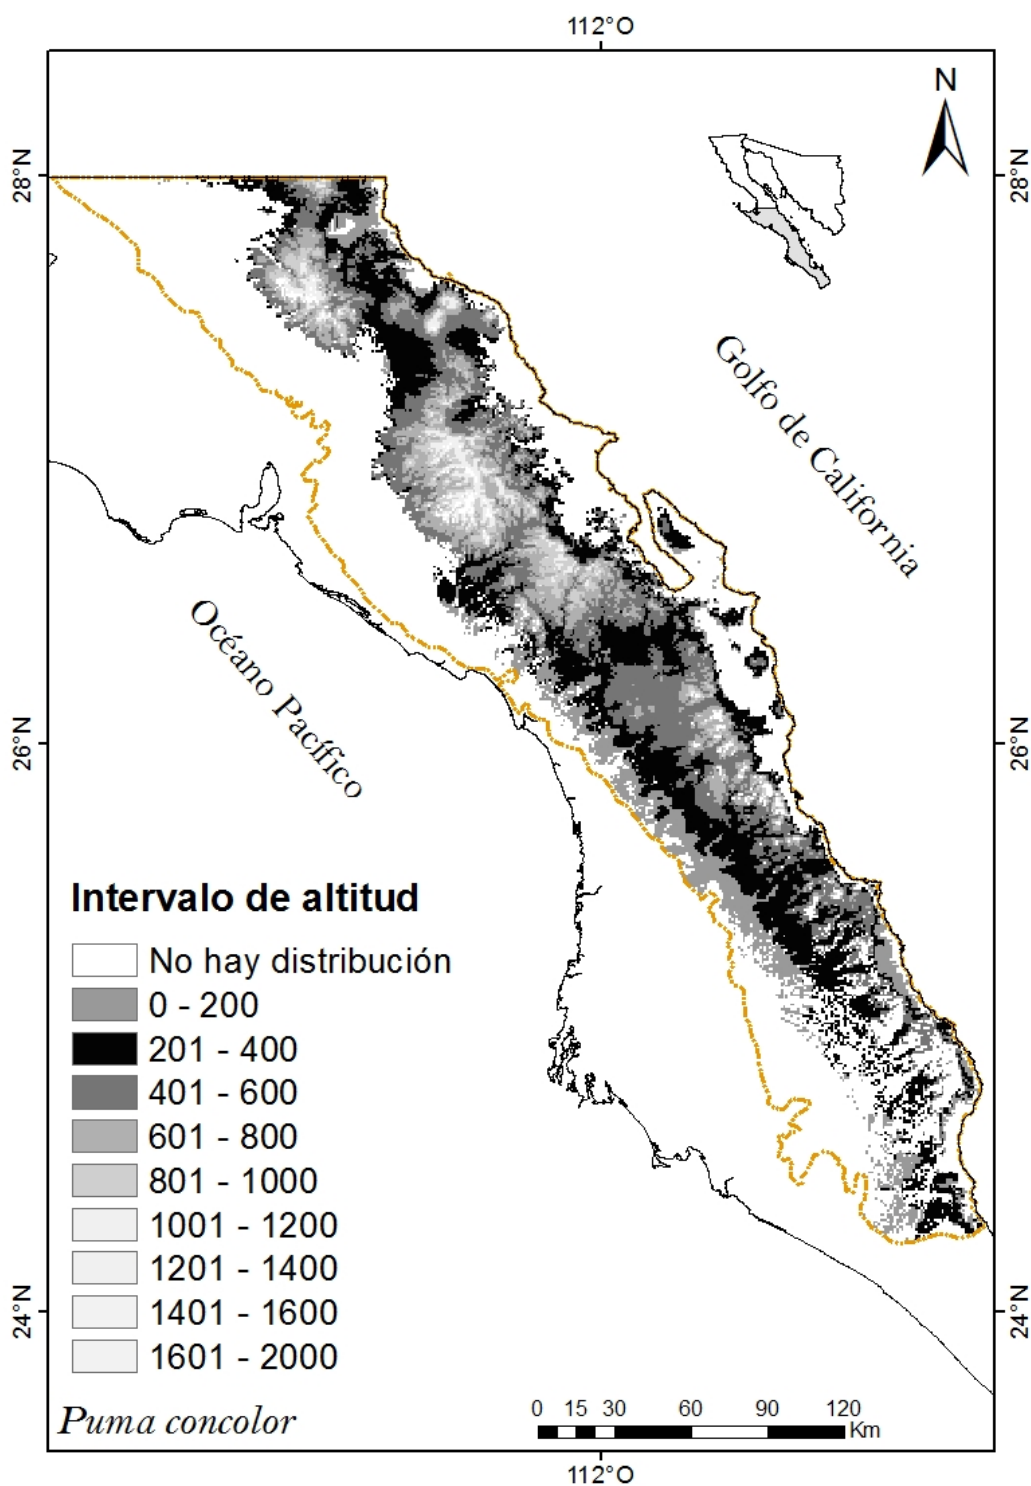 112°O
N
28°N
28°N
Golfo de California
Océano Pacífico
26°N
26°N
Intervalo de altitud
No hay distribución
0 - 200
201 - 400
401 - 600
601 - 800
801 - 1000
1001 - 1200
1201 - 1400
1401 - 1600
1601 - 2000
24°N
24°N
Puma concolor
0 15 30 60 90 120
Km
112°O